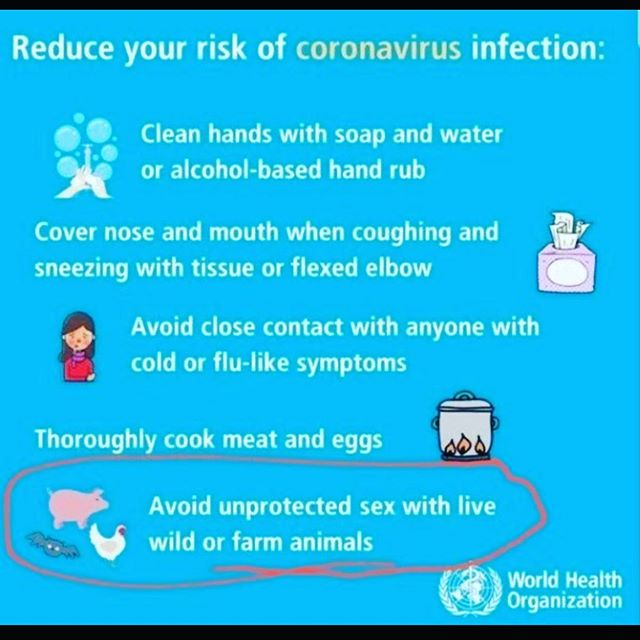 Reduce your risk of coronavirus infection:
Clean hands with soap and water
or alcohol-based hand rub
Cover nose and mouth when coughing and
sneezing with tissue or flexed elbow
Avoid close contact with anyone with
cold or flu-like symptoms
Thoroughly cook meat and eggs
Avoid unprotected sex with live
wild or farm animals
World Health
Organization